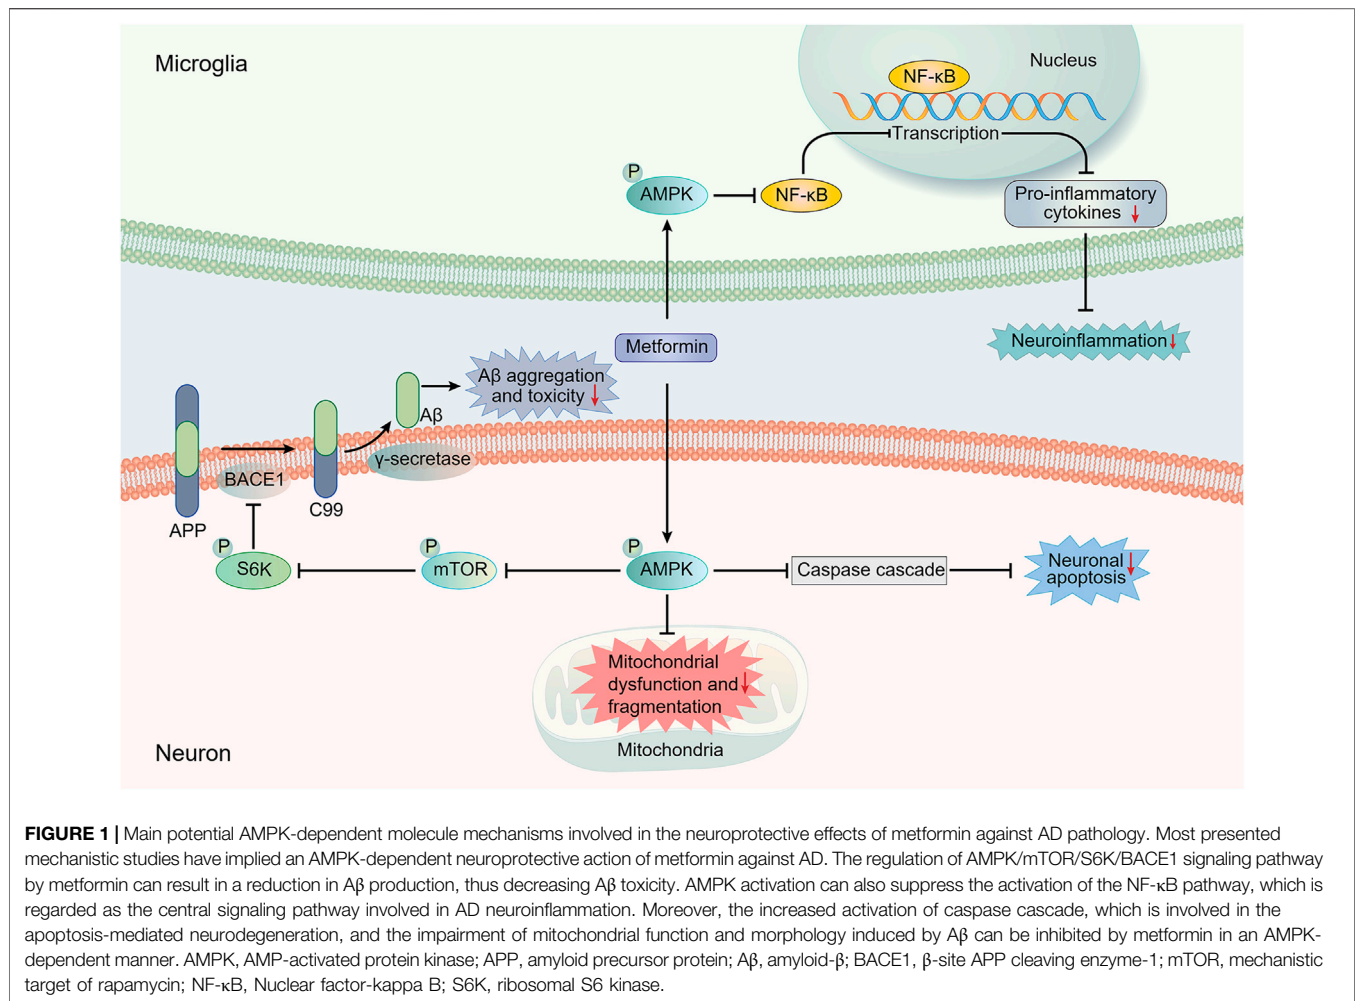 Microglia
Nucleus
NF-κB
Transcription
P
AMPK
NF-κB
Pro-inflammatory
cytokines
Metformin
Neuroinflammation
Aβ aggregation
and toxicity
Aβ
γ-secretase
BACE1
C99
APP
P
S6K
P
mTOR
P
AMPK
Caspase cascade
Neuronal
apoptosis
Mitochondrial
dysfunction and
fragmentation
Mitochondria
Neuron
FIGURE 1 | Main potential AMPK-dependent molecule mechanisms involved in the neuroprotective effects of metformin against AD pathology. Most presented
mechanistic studies have implied an AMPK-dependent neuroprotective action of metformin against AD. The regulation of AMPK/mTOR/S6K/BACE1 signaling pathway
by metformin can result in a reduction in Aβ production, thus decreasing Aβ toxicity. AMPK activation can also suppress the activation of the NF-κB pathway, which is
regarded as the central signaling pathway involved in AD neuroinflammation. Moreover, the increased activation of caspase cascade, which is involved in the
apoptosis-mediated neurodegeneration, and the impairment of mitochondrial function and morphology induced by Aβ can be inhibited by metformin in an AMPK-
dependent manner. AMPK, AMP-activated protein kinase; APP, amyloid precursor protein; Aβ, amyloid-β; BACE1, β-site APP cleaving enzyme-1; mTOR, mechanistic
target of rapamycin; NF-κB, Nuclear factor-kappa B; S6K, ribosomal S6 kinase.